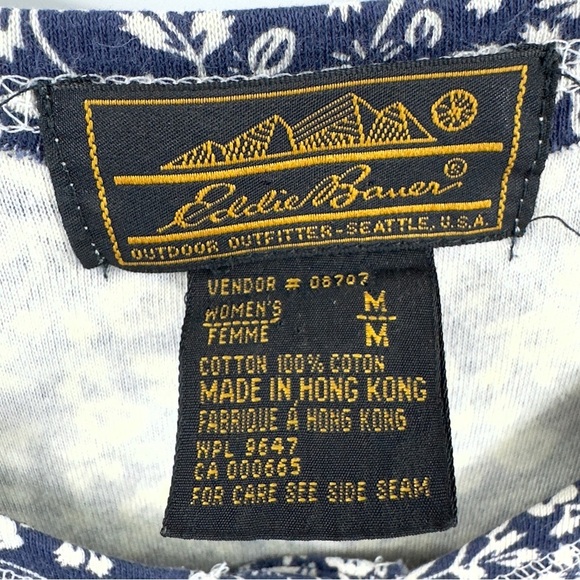 Eddie Bauer®
OUTDOOR OUTFITTER-SEATTLE, U.S.A.
VENDOR # 08707
WOMEN'S M
FEMME M
COTTON 100% COTON
MADE IN HONG KONG
FABRIQUE À HONG KONG
WPL 9647
CA 000665
FOR CARE SEE SIDE SEAM